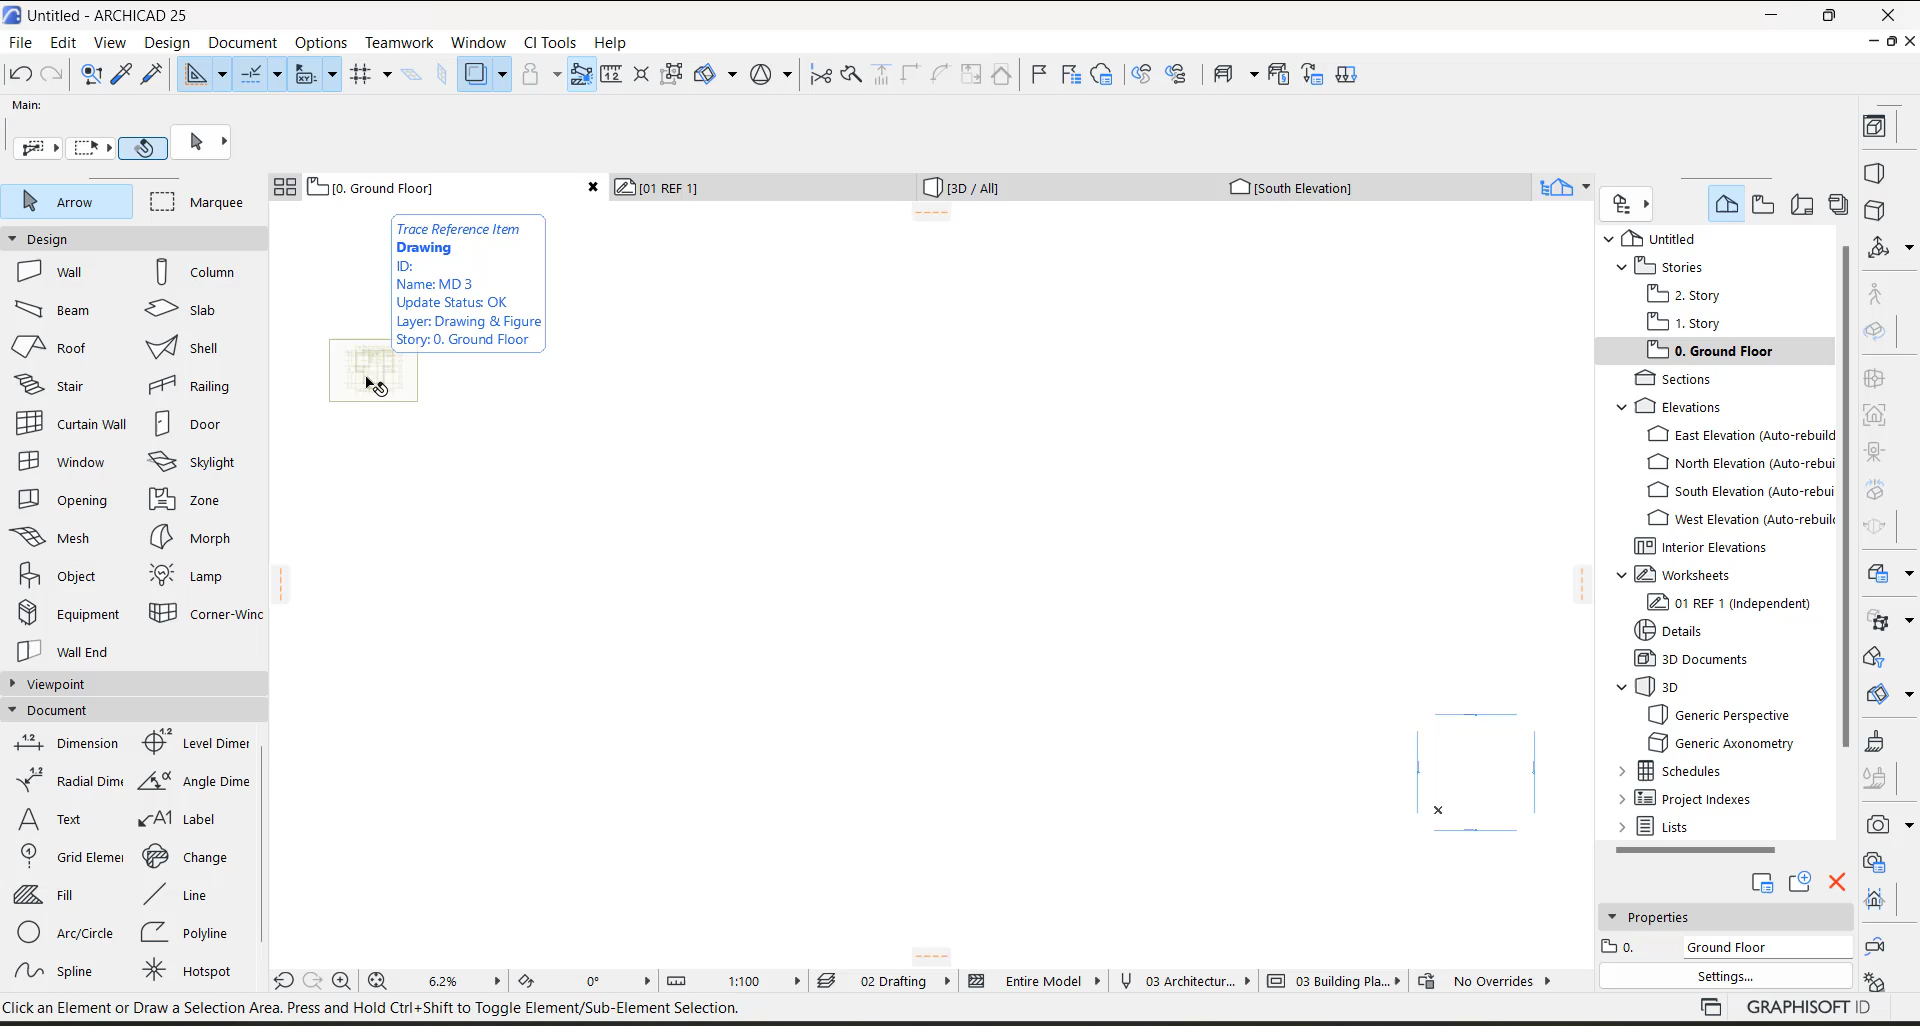 Untitled - ARCHICAD 25
File Edit View Design Document Options Teamwork Window CI Tools Help
Main:
[0. Ground Floor] [01 REF 1] [3D / All] [South Elevation]
Arrow Marquee
Design
Wall Column
Beam Slab
Roof Shell
Stair Railing
Curtain Wall Door
Window Skylight
Opening Zone
Mesh Morph
Object Lamp
Equipment Corner-Winc
Wall End
Viewpoint
Document
Dimension Level Dimer
Radial Dime Angle Dime
Text Label
Grid Elemer Change
Fill Line
Arc/Circle Polyline
Spline Hotspot
Trace Reference Item
Drawing
ID:
Name: MD 3
Update Status: OK
Layer: Drawing & Figure
Story: 0. Ground Floor
Untitled
Stories
2. Story
1. Story
0. Ground Floor
Sections
Elevations
East Elevation (Auto-rebuild
North Elevation (Auto-rebui
South Elevation (Auto-rebui
West Elevation (Auto-rebuil
Interior Elevations
Worksheets
01 REF 1 (Independent)
Details
3D Documents
3D
Generic Perspective
Generic Axonometry
Schedules
Project Indexes
Lists
Properties
0. Ground Floor
Settings...
6.2% 0° 1:100 02 Drafting Entire Model 03 Architectur... 03 Building Pla... No Overrides
Click an Element or Draw a Selection Area. Press and Hold Ctrl+Shift to Toggle Element/Sub-Element Selection.
GRAPHISOFT ID